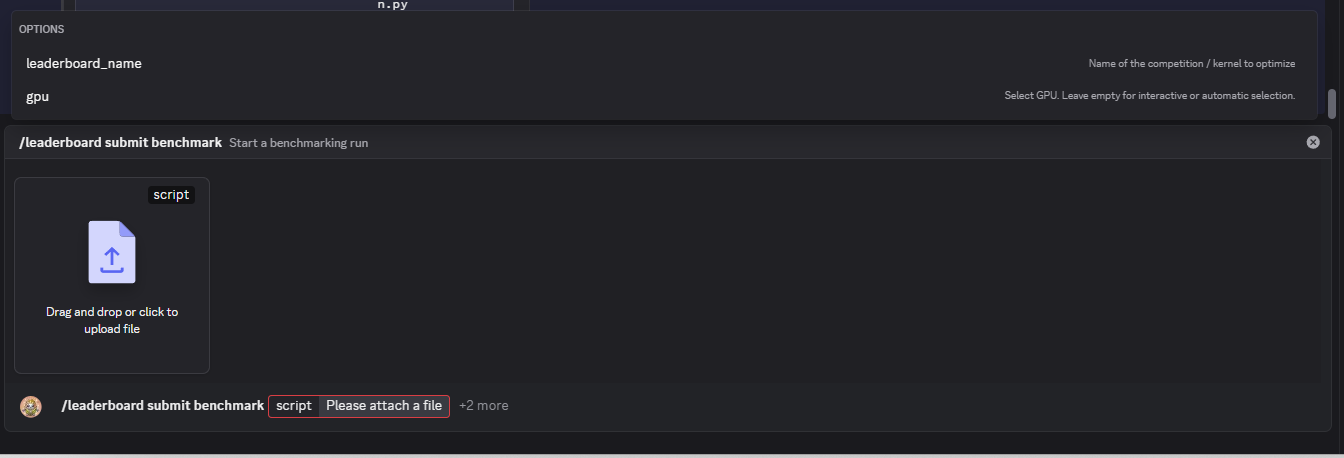 n.py
OPTIONS
leaderboard_name Name of the competition / kernel to optimize
gpu Select GPU. Leave empty for interactive or automatic selection.
/leaderboard submit benchmark Start a benchmarking run
script
Drag and drop or click to
upload file
/leaderboard submit benchmark script Please attach a file +2 more